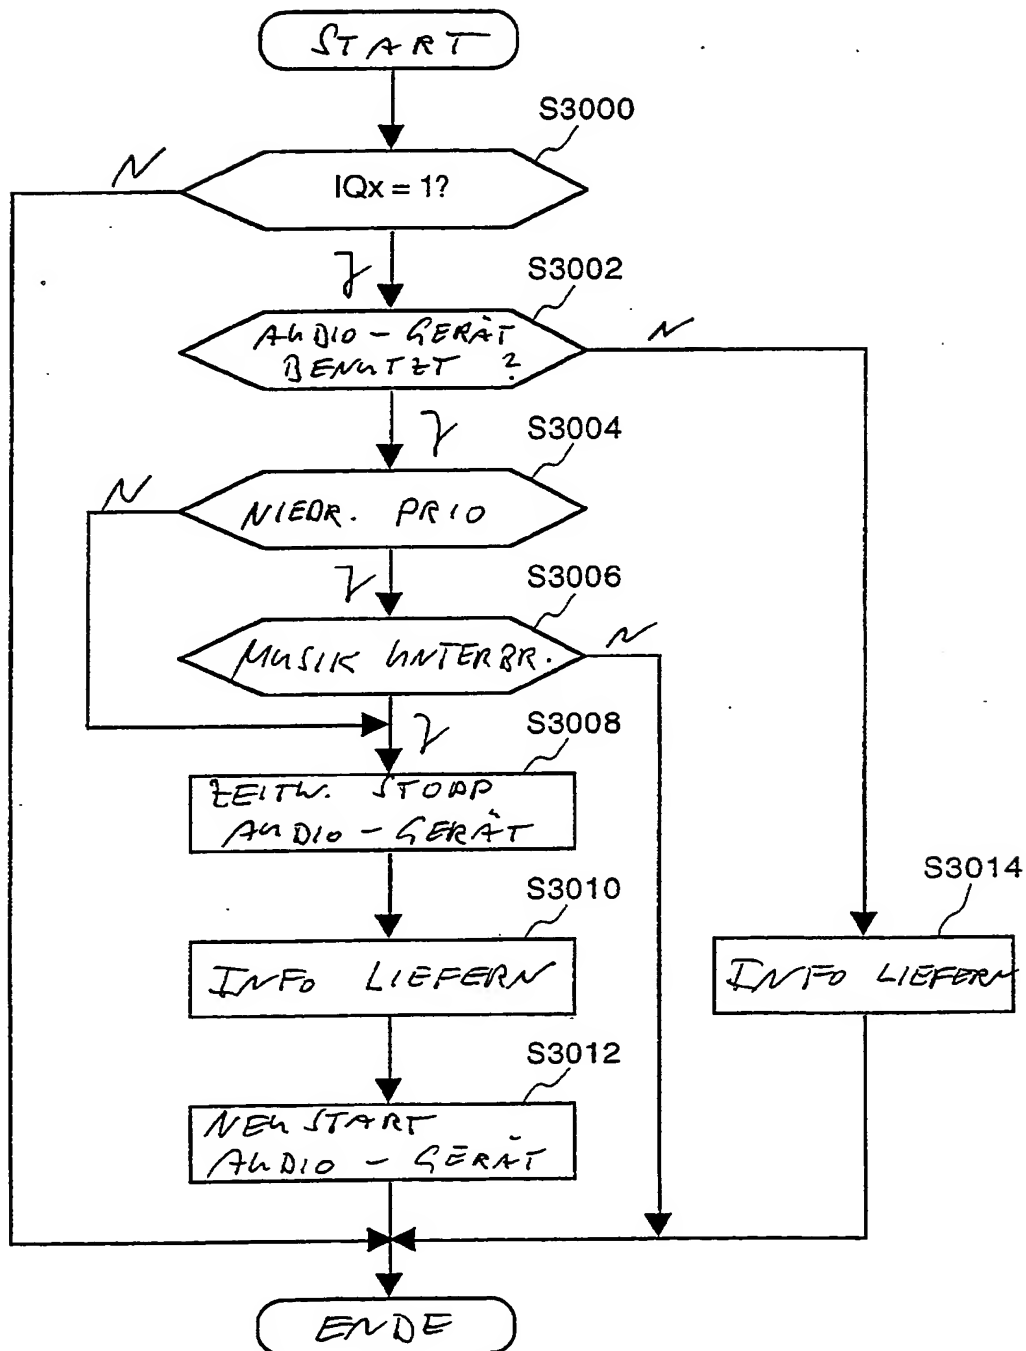 START
S3000
N
IQx = 1?
J
S3002
AUDIO - GERÄT
BENUTZT ?
N
J
S3004
N
NIEDR. PRIO
J
S3006
MUSIK UNTERBR.
N
J
S3008
ZEITW. STOPP
AUDIO - GERÄT
S3010
INFO LIEFERN
S3014
INFO LIEFERN
S3012
NEUSTART
AUDIO - GERÄT
ENDE